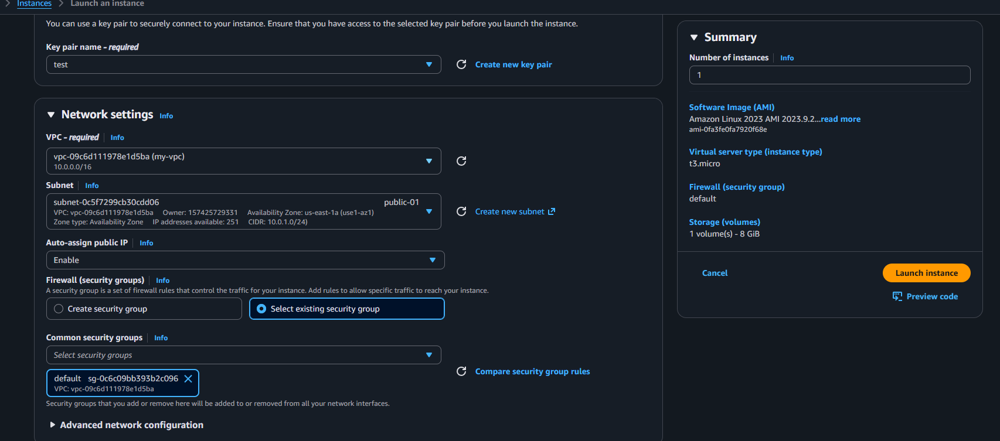 Instances > Launch an instance
You can use a key pair to securely connect to your instance. Ensure that you have access to the selected key pair before you launch the instance.
Key pair name - required
test
Create new key pair
Network settings Info
VPC - required Info
vpc-09c6d111978e1d5ba (my-vpc)
10.0.0.0/16
Subnet Info
subnet-0c5f7299cb30cdd06 public-01
VPC: vpc-09c6d111978e1d5ba Owner: 157425729331 Availability Zone: us-east-1a (use1-az1)
Zone type: Availability Zone IP addresses available: 251 CIDR: 10.0.1.0/24)
Create new subnet
Auto-assign public IP Info
Enable
Firewall (security groups) Info
A security group is a set of firewall rules that control the traffic for your instance. Add rules to allow specific traffic to reach your instance.
Create security group
Select existing security group
Common security groups Info
Select security groups
default sg-0c6c09bb393b2c096
VPC: vpc-09c6d111978e1d5ba
Compare security group rules
Security groups that you add or remove here will be added to or removed from all your network interfaces.
Advanced network configuration
Summary
Number of instances Info
1
Software Image (AMI)
Amazon Linux 2023 AMI 2023.9.2...read more
ami-0fa3fe0fa7920f68e
Virtual server type (instance type)
t3.micro
Firewall (security group)
default
Storage (volumes)
1 volume(s) - 8 GiB
Cancel
Launch instance
Preview code